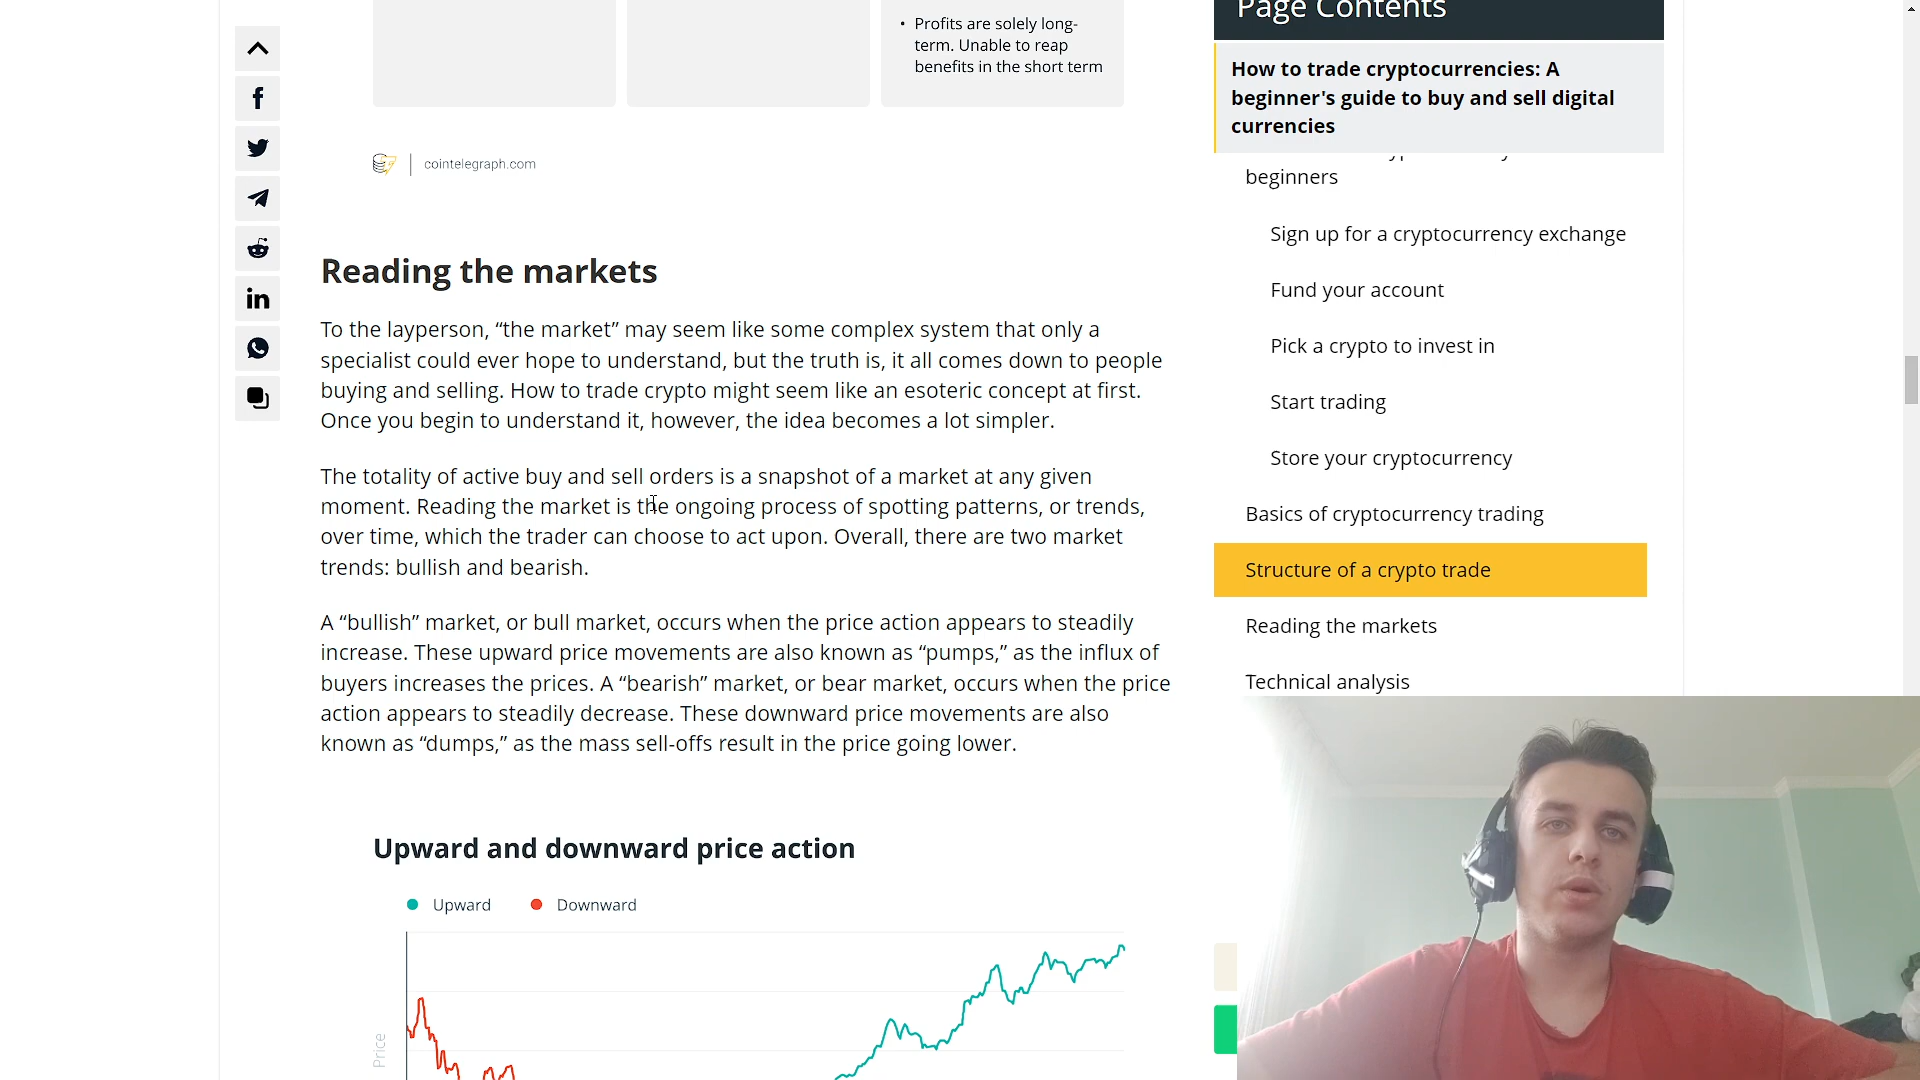 • Profits are solely long-
term. Unable to reap
benefits in the short term
cointelegraph.com
Reading the markets
To the layperson, “the market” may seem like some complex system that only a
specialist could ever hope to understand, but the truth is, it all comes down to people
buying and selling. How to trade crypto might seem like an esoteric concept at first.
Once you begin to understand it, however, the idea becomes a lot simpler.
The totality of active buy and sell orders is a snapshot of a market at any given
moment. Reading the market is the ongoing process of spotting patterns, or trends,
over time, which the trader can choose to act upon. Overall, there are two market
trends: bullish and bearish.
A “bullish” market, or bull market, occurs when the price action appears to steadily
increase. These upward price movements are also known as “pumps,” as the influx of
buyers increases the prices. A “bearish” market, or bear market, occurs when the price
action appears to steadily decrease. These downward price movements are also
known as “dumps,” as the mass sell-offs result in the price going lower.
Upward and downward price action
Upward
Downward
Price
Page Contents
How to trade cryptocurrencies: A
beginner's guide to buy and sell digital
currencies
beginners
Sign up for a cryptocurrency exchange
Fund your account
Pick a crypto to invest in
Start trading
Store your cryptocurrency
Basics of cryptocurrency trading
Structure of a crypto trade
Reading the markets
Technical analysis